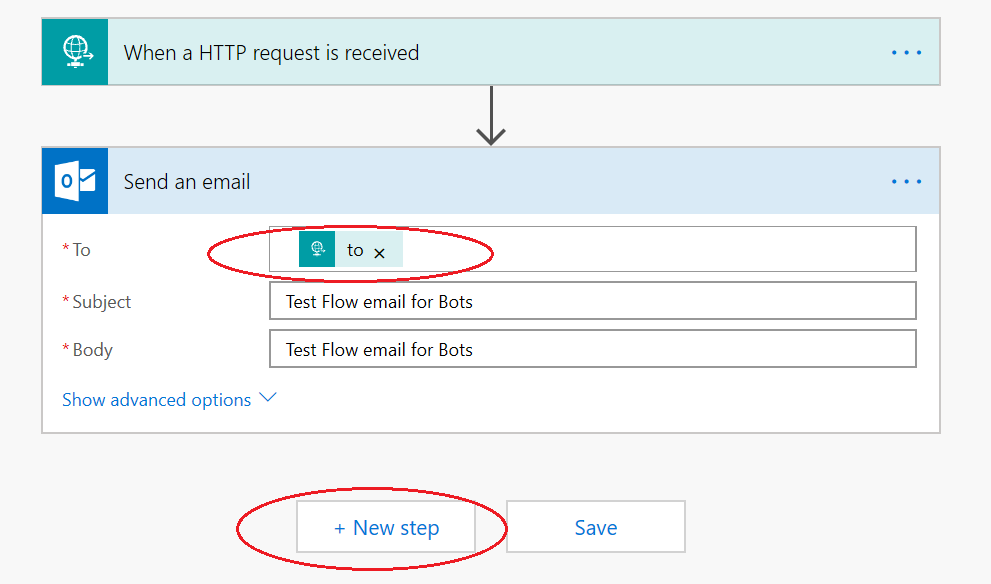 When a HTTP request is received
...
Send an email
...
* To
to ×
* Subject
Test Flow email for Bots
* Body
Test Flow email for Bots
Show advanced options
+ New step
Save